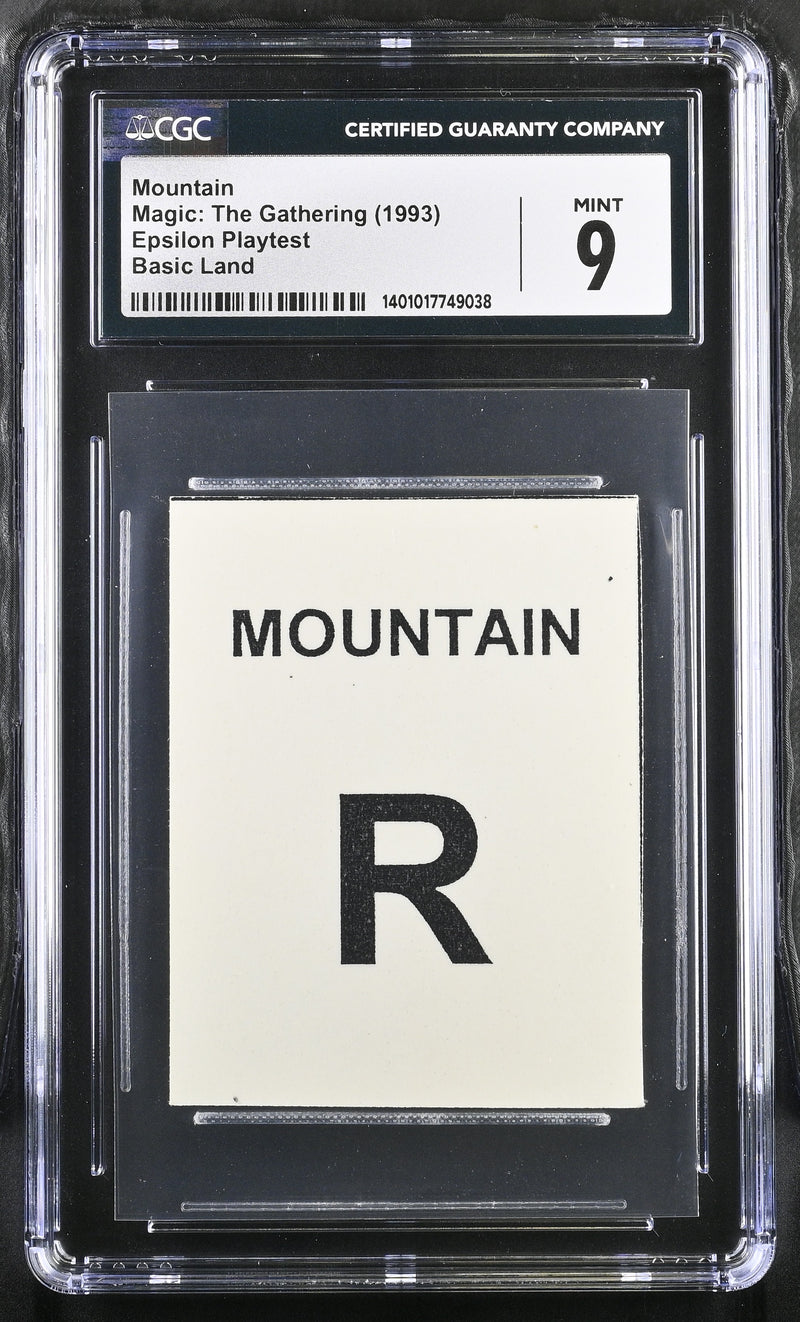 CGC
CERTIFIED GUARANTY COMPANY
Mountain
Magic: The Gathering (1993)
Epsilon Playtest
Basic Land
1401017749038
MINT
9
MOUNTAIN
R